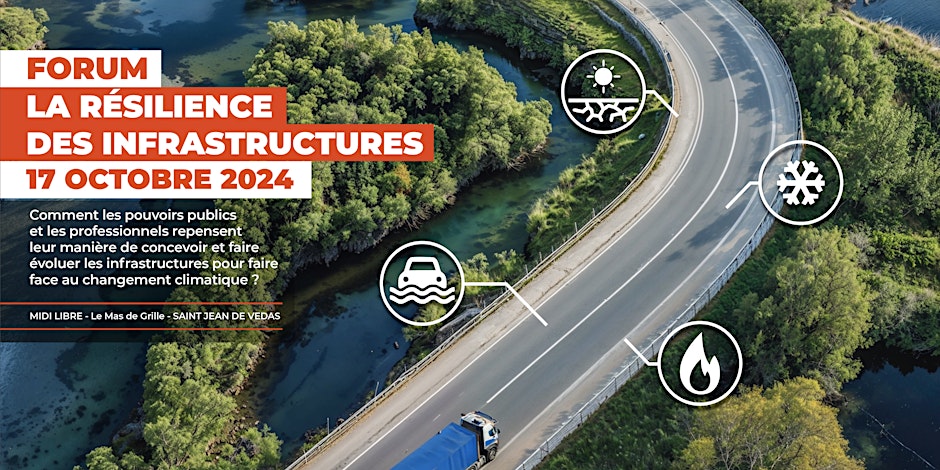 FORUM
LA RÉSILIENCE
DES INFRASTRUCTURES
17 OCTOBRE 2024
Comment les pouvoirs publics
et les professionnels repensent
leur manière de concevoir et faire
évoluer les infrastructures pour faire
face au changement climatique ?
MIDI LIBRE - Le Mas de Grille - SAINT JEAN DE VEDAS